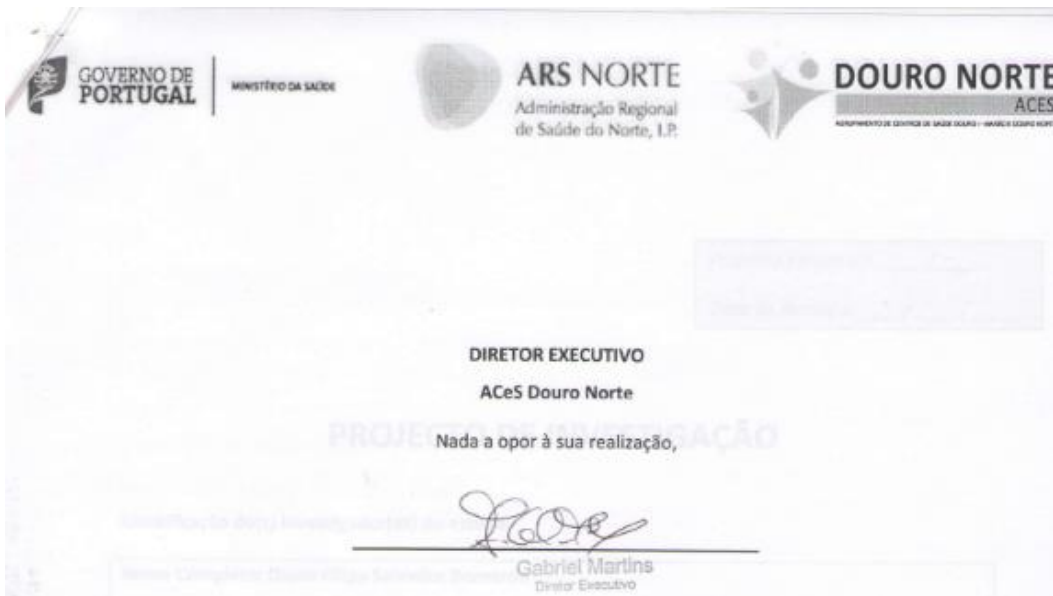 GOVERNO DE
PORTUGAL
MINISTÉRIO DA SAÚDE
ARS NORTE
Administração Regional
de Saúde do Norte, I.P.
DOURO NORTE
ACES
DIRETOR EXECUTIVO
ACeS Douro Norte
PROJECTO DE INVESTIGAÇÃO
Nada a opor à sua realização,
Gabriel Martins
Diretor Executivo